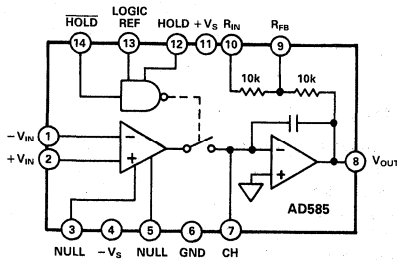 HOLD LOGIC REF HOLD +VS RIN RFB
14 13 12 11 10 9
10k 10k
−VIN 1
+VIN 2
− +
− +
8 VOUT
AD585
3 4 5 6 7
NULL −VS NULL GND CH